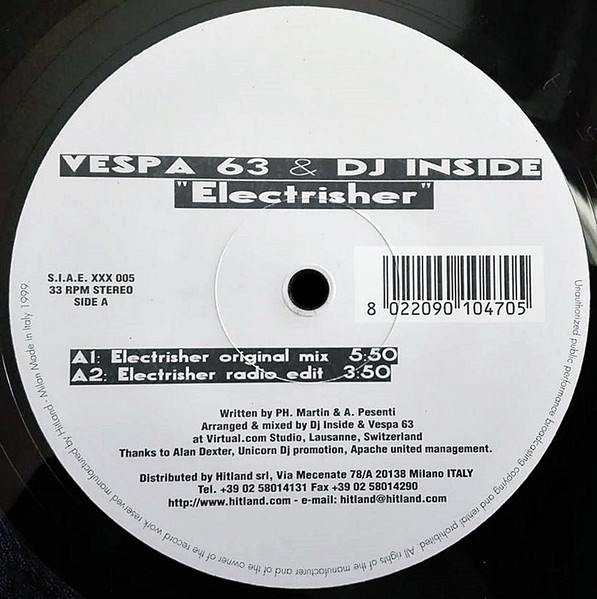 VESPA 63 & DJ INSIDE
"Electrisher"
S.I.A.E. XXX 005
33 RPM STEREO
SIDE A
8 022090 104705
A1: Electrisher original mix 5:50
A2: Electrisher radio edit 3:50
Written by PH. Martin & A. Pesenti
Arranged & mixed by Dj Inside & Vespa 63
at Virtual.com Studio, Lausanne, Switzerland
Thanks to Alan Dexter, Unicorn Dj promotion, Apache united management.
Distributed by Hitland srl, Via Mecenate 78/A 20138 Milano ITALY
Tel. +39 02 58014131 Fax +39 02 58014290
http://www.hitland.com - e-mail: hitland@hitland.com
Unauthorized public performance broadcasting copying and rental prohibited. All rights of the manufacturer and of the owner of the record work reserved manufactured by Hitland - Milan Made in Italy 1999.